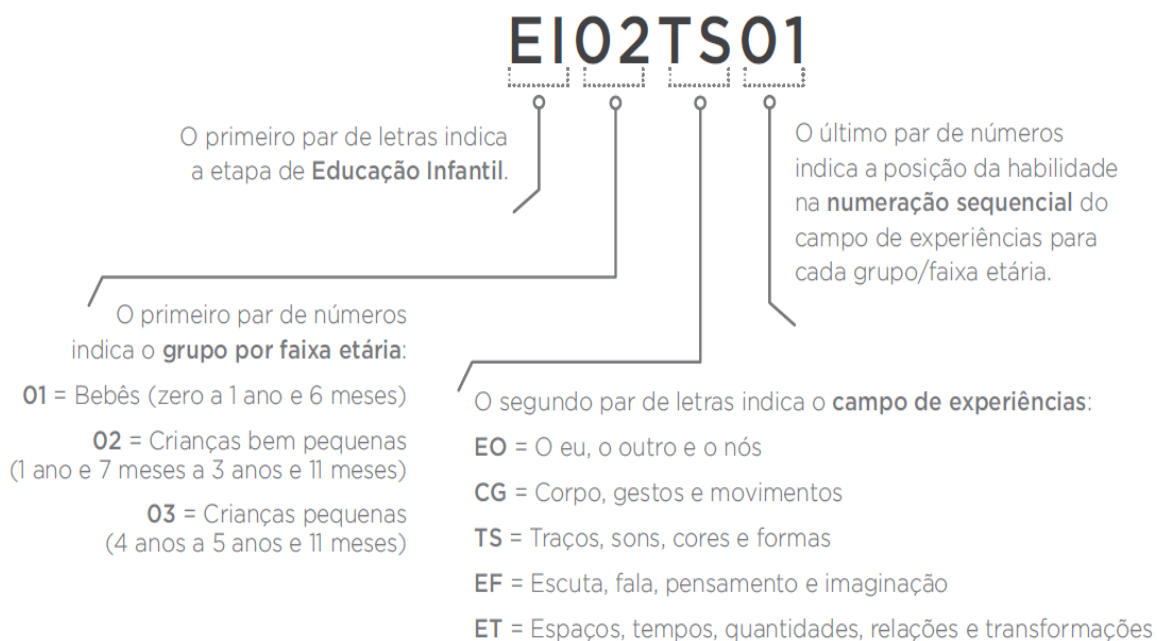 EI02TS01
O primeiro par de letras indica
a etapa de Educação Infantil.
O último par de números
indica a posição da habilidade
na numeração sequencial do
campo de experiências para
cada grupo/faixa etária.
O primeiro par de números
indica o grupo por faixa etária:
01 = Bebês (zero a 1 ano e 6 meses)
02 = Crianças bem pequenas
(1 ano e 7 meses a 3 anos e 11 meses)
03 = Crianças pequenas
(4 anos a 5 anos e 11 meses)
O segundo par de letras indica o campo de experiências:
EO = O eu, o outro e o nós
CG = Corpo, gestos e movimentos
TS = Traços, sons, cores e formas
EF = Escuta, fala, pensamento e imaginação
ET = Espaços, tempos, quantidades, relações e transformações